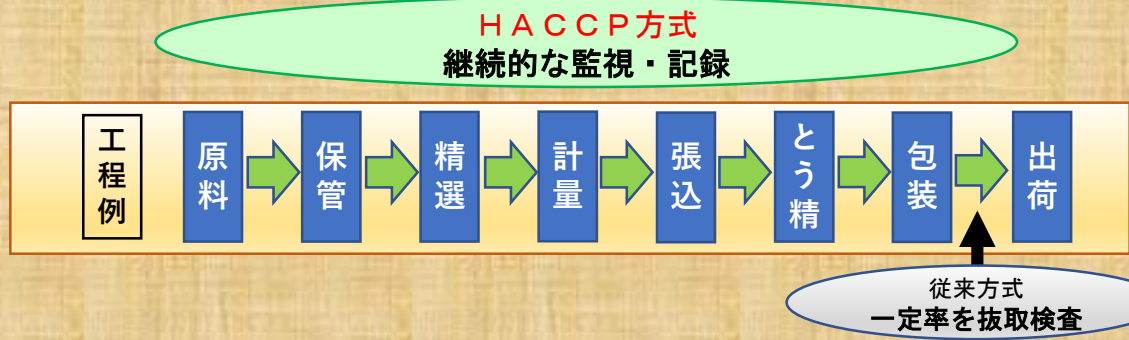 ＨＡＣＣＰ方式
継続的な監視・記録
工程例
原料
保管
精選
計量
張込
とう精
包装
出荷
従来方式
一定率を抜取検査